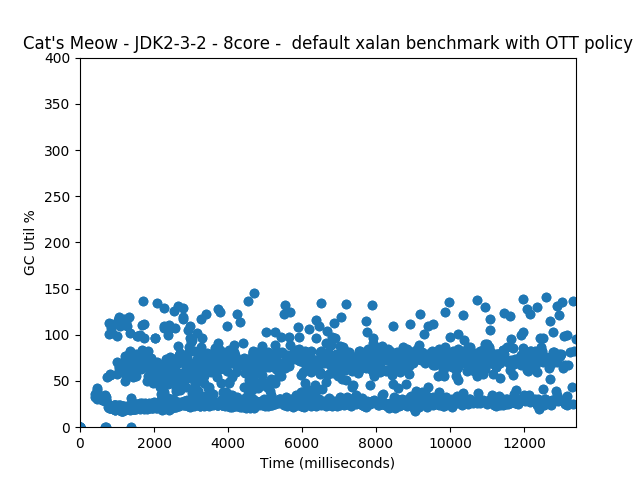 Cat's Meow - JDK2-3-2 - 8core -  default xalan benchmark with OTT policy
400
350
300
250
200
150
100
50
0
GC Util %
0 2000 4000 6000 8000 10000 12000
Time (milliseconds)